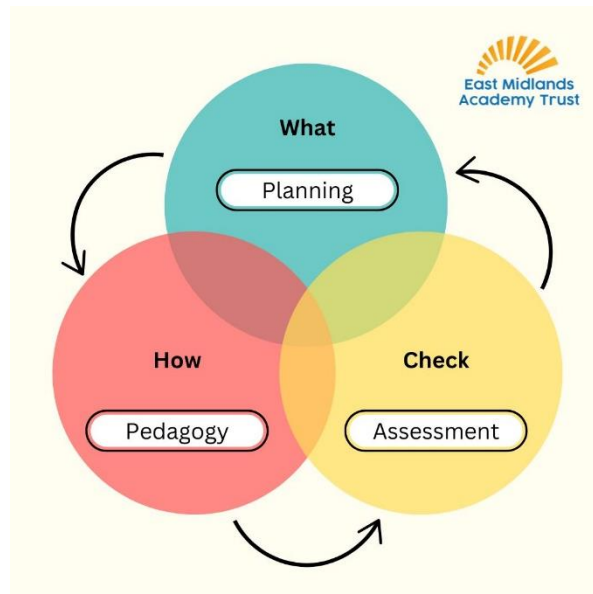 East Midlands
Academy Trust
What
Planning
How
Pedagogy
Check
Assessment